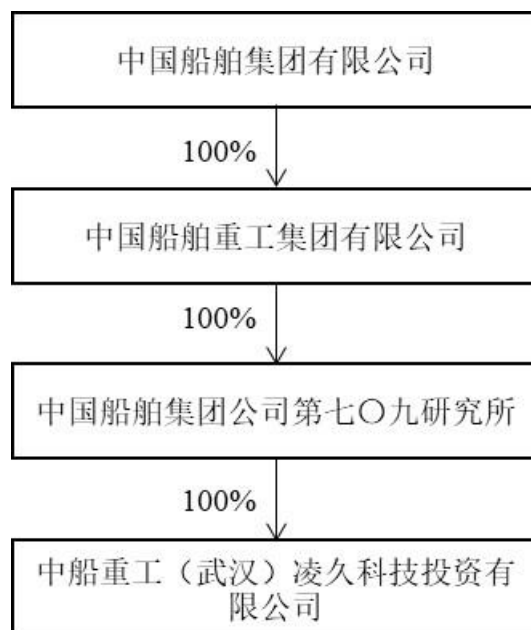 中国船舶集团有限公司
100%
中国船舶重工集团有限公司
100%
中国船舶集团公司第七〇九研究所
100%
中船重工（武汉）凌久科技投资有
限公司